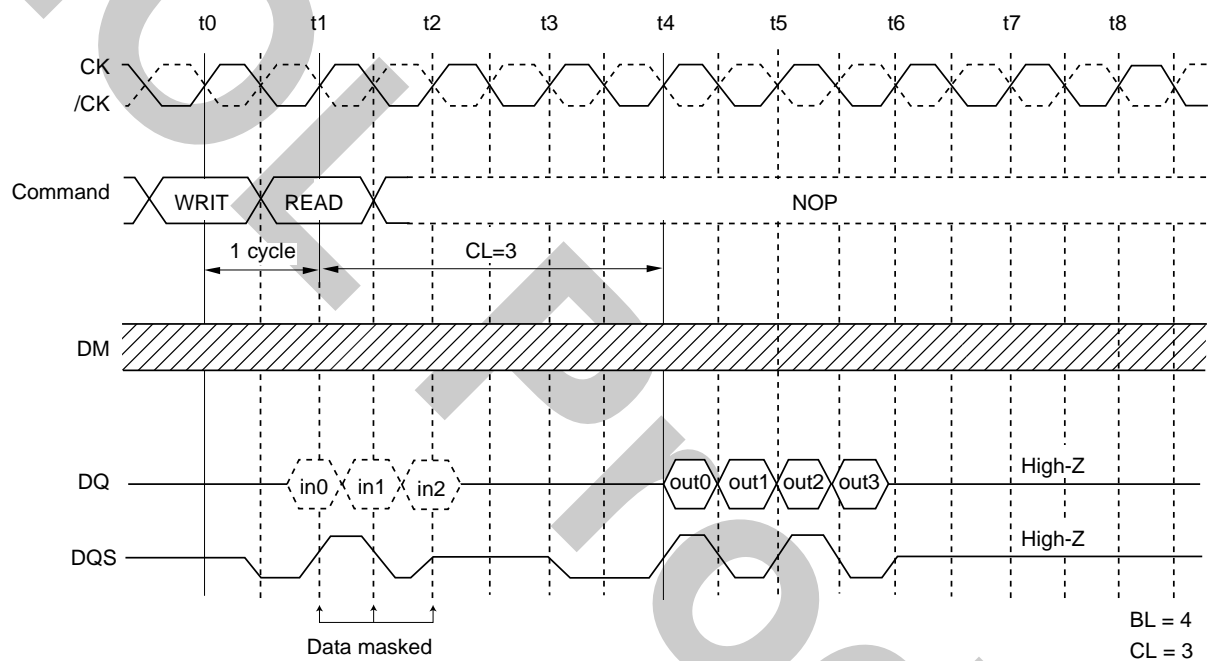 t0 t1 t2 t3 t4 t5 t6 t7 t8
CK
/CK
Command WRIT READ NOP
1 cycle CL=3
DM
DQ in0 in1 in2 out0 out1 out2 out3 High-Z
DQS High-Z
Data masked
BL = 4
CL = 3